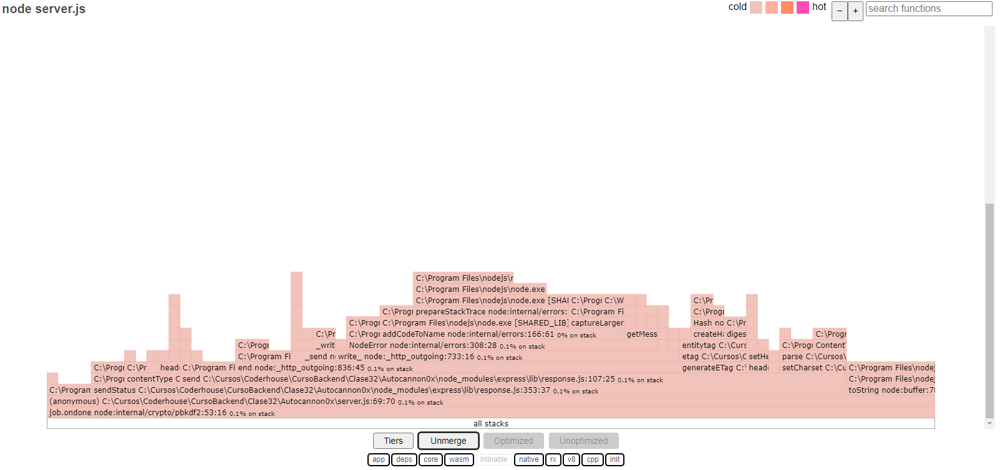 node server.js
cold hot − + search functions
C:\Program Files\nodejs\r
C:\Program Files\nodejs\node.exe
C:\Program Files\nodejs\node.exe [SHAI C:\Progr C:\W C:\Pr
C:\Progr prepareStackTrace node:internal/errors: C:\Program Fi C:\Progr
C:\Progr C:\Program Files\nodejs\node.exe [SHARED_LIB] captureLarger Hash no C:\Pr
C:\Pr C:\Progr addCodeToName node:internal/errors:166:61 0% on stack getMess createHa diges C:\Progr
C:\Progr _writ NodeError node:internal/errors:308:28 0.1% on stack entitytag C:\Curs C:\Progr ContentT
C:\Program Fi _send n write_ node:_http_outgoing:733:16 0.1% on stack etag C:\Cursos\C setHe parse C:\Cursos\
C:\Progr C:\Pr head C:\Program Fi end node:_http_outgoing:836:45 0.1% on stack generateETag C:\ head setCharset C:\Cu C:\Program Files\nodej
C:\Progr contentType C send C:\Cursos\Coderhouse\CursoBackend\Clase32\Autocannon0x\node_modules\express\lib\response.js:107:25 0.1% on stack C:\Program Files\nodej
C:\Program sendStatus C:\Cursos\Coderhouse\CursoBackend\Clase32\Autocannon0x\node_modules\express\lib\response.js:353:37 0.1% on stack toString node:buffer:78
(anonymous) C:\Cursos\Coderhouse\CursoBackend\Clase32\Autocannon0x\server.js:69:70 0.1% on stack
job.ondone node:internal/crypto/pbkdf2:53:16 0.1% on stack
all stacks
Tiers Unmerge Optimized Unoptimized
app deps core wasm inlinable native rx v8 cpp init